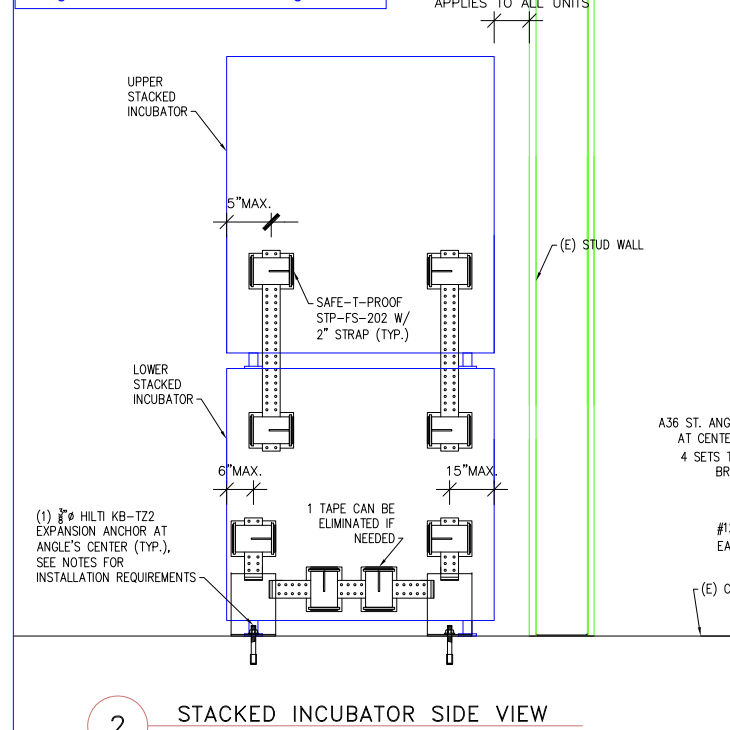 APPLIES TO ALL UNITS
UPPER
STACKED
INCUBATOR
5"MAX.
(E) STUD WALL
SAFE-T-PROOF
STP-FS-202 W/
2" STRAP (TYP.)
LOWER
STACKED
INCUBATOR
A36 ST. ANG
AT CENTE
4 SETS T
BR
6"MAX.
15"MAX.
1 TAPE CAN BE
ELIMINATED IF
NEEDED
(1) 3/8"ø HILTI KB-TZ2
EXPANSION ANCHOR AT
ANGLE'S CENTER (TYP.),
SEE NOTES FOR
INSTALLATION REQUIREMENTS
#1
EA
(E) C
2
STACKED INCUBATOR SIDE VIEW